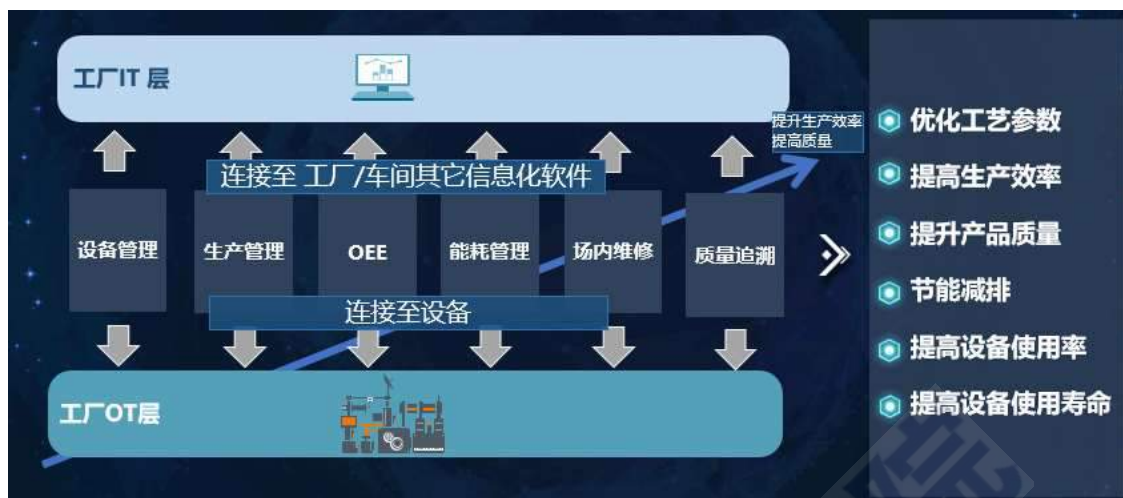 工厂IT 层
提升生产效率
提高质量
连接至 工厂/车间其它信息化软件
设备管理
生产管理
OEE
能耗管理
场内维修
质量追溯
连接至设备
工厂OT层
优化工艺参数
提高生产效率
提升产品质量
节能减排
提高设备使用率
提高设备使用寿命